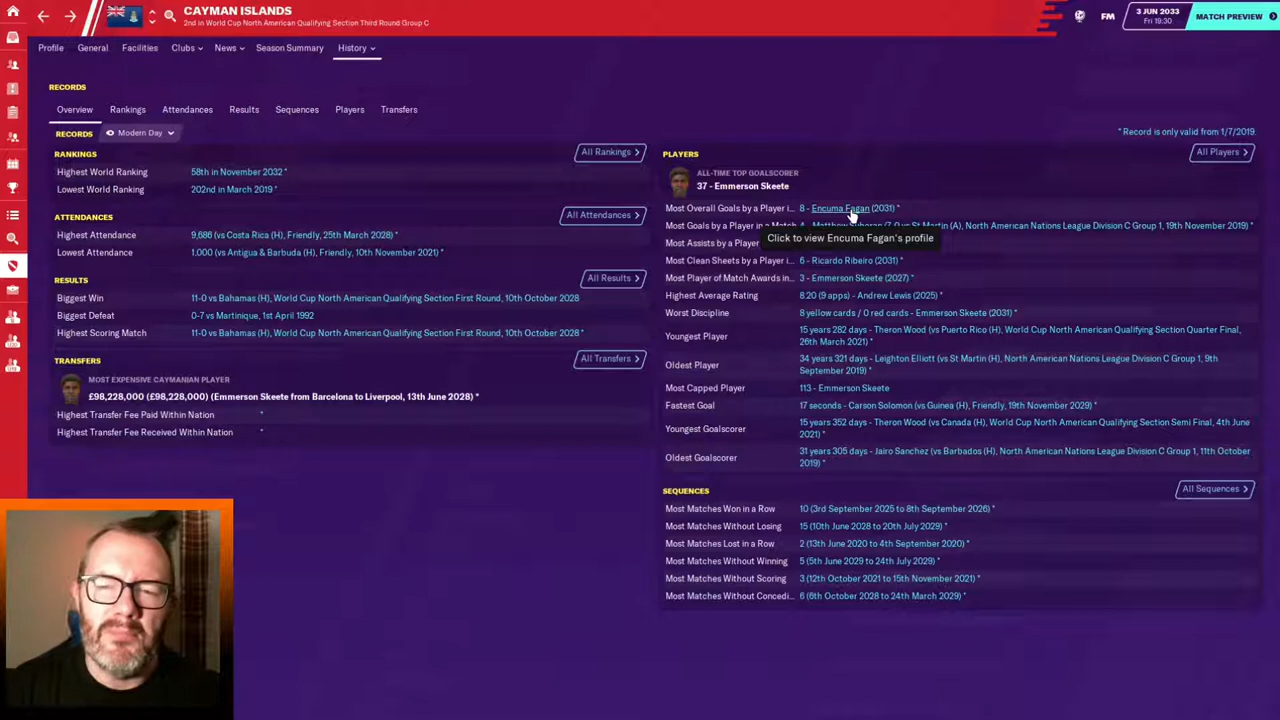 CAYMAN ISLANDS
2nd in World Cup North American Qualifying Section Third Round Group C
FM
3 JUN 2033
Fri 19:30
MATCH PREVIEW
Profile
General
Facilities
Clubs
News
Season Summary
History
RECORDS
Overview
Rankings
Attendances
Results
Sequences
Players
Transfers
RECORDS
Modern Day
* Record is only valid from 1/7/2019.
RANKINGS
All Rankings
Highest World Ranking 58th in November 2032 *
Lowest World Ranking 202nd in March 2019 *
ATTENDANCES
All Attendances
Highest Attendance 9,686 (vs Costa Rica (H), Friendly, 25th March 2028) *
Lowest Attendance 1,000 (vs Antigua & Barbuda (H), Friendly, 10th November 2021) *
RESULTS
All Results
Biggest Win 11-0 vs Bahamas (H), World Cup North American Qualifying Section First Round, 10th October 2028
Biggest Defeat 0-7 vs Martinique, 1st April 1992
Highest Scoring Match 11-0 vs Bahamas (H), World Cup North American Qualifying Section First Round, 10th October 2028 *
TRANSFERS
All Transfers
MOST EXPENSIVE CAYMANIAN PLAYER
£98,228,000 (£98,228,000) (Emmerson Skeete from Barcelona to Liverpool, 13th June 2028) *
Highest Transfer Fee Paid Within Nation *
Highest Transfer Fee Received Within Nation *
PLAYERS
All Players
ALL-TIME TOP GOALSCORER
37 - Emmerson Skeete
Most Overall Goals by a Player i... 8 - Encuma Fagan (2031) *
Most Goals by a Player in a Match 4 - Matthew Suberan (7-0 vs St Martin (A), North American Nations League Division C Group 1, 19th November 2019) *
Most Assists by a Player
Click to view Encuma Fagan's profile
Most Clean Sheets by a Player i... 6 - Ricardo Ribeiro (2031) *
Most Player of Match Awards in... 3 - Emmerson Skeete (2027) *
Highest Average Rating 8.20 (9 apps) - Andrew Lewis (2025) *
Worst Discipline 8 yellow cards / 0 red cards - Emmerson Skeete (2031) *
Youngest Player 15 years 282 days - Theron Wood (vs Puerto Rico (H), World Cup North American Qualifying Section Quarter Final,
26th March 2021) *
Oldest Player 34 years 321 days - Leighton Elliott (vs St Martin (H), North American Nations League Division C Group 1, 9th
September 2019) *
Most Capped Player 113 - Emmerson Skeete
Fastest Goal 17 seconds - Carson Solomon (vs Guinea (H), Friendly, 19th November 2029) *
Youngest Goalscorer 15 years 352 days - Theron Wood (vs Canada (H), World Cup North American Qualifying Section Semi Final, 4th June
2021) *
Oldest Goalscorer 31 years 305 days - Jairo Sanchez (vs Barbados (H), North American Nations League Division C Group 1, 11th October
2019) *
SEQUENCES
All Sequences
Most Matches Won in a Row 10 (3rd September 2025 to 8th September 2026) *
Most Matches Without Losing 15 (10th June 2028 to 20th July 2029) *
Most Matches Lost in a Row 2 (13th June 2020 to 4th September 2020) *
Most Matches Without Winning 5 (5th June 2029 to 24th July 2029) *
Most Matches Without Scoring 3 (12th October 2021 to 15th November 2021) *
Most Matches Without Concedi... 6 (6th October 2028 to 24th March 2029) *